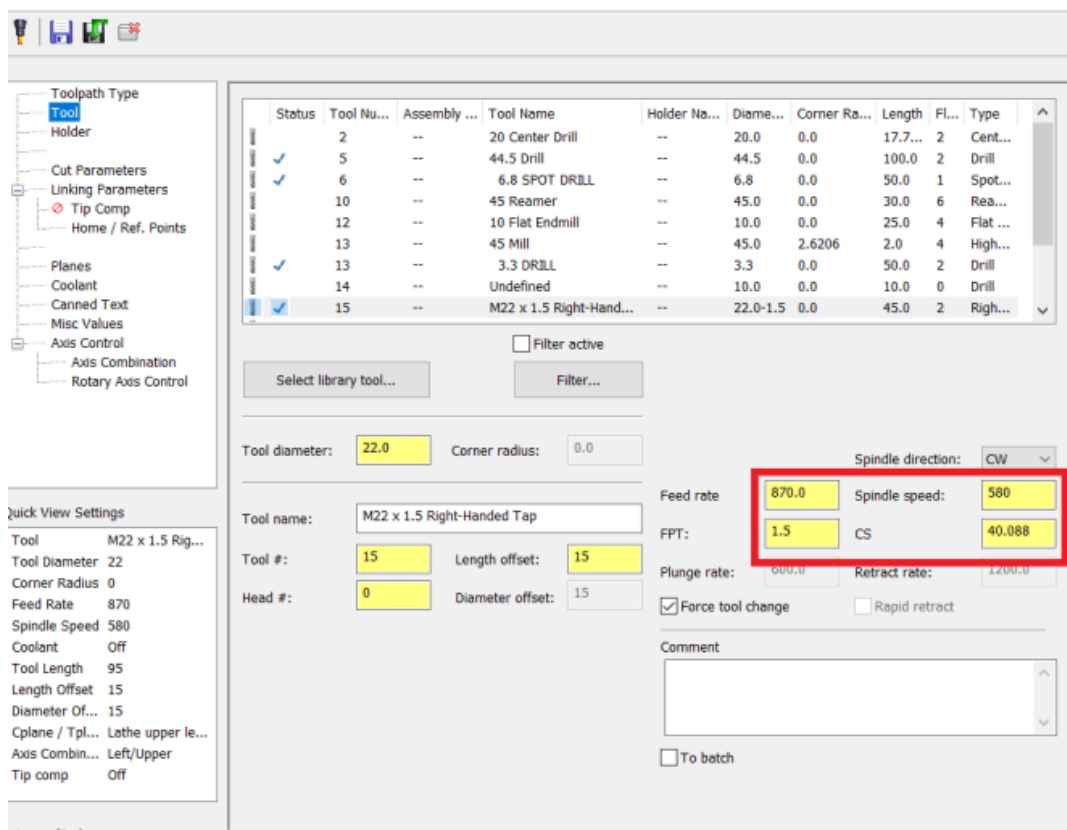 Toolpath Type
Tool
Holder
Cut Parameters
Linking Parameters
Tip Comp
Home / Ref. Points
Planes
Coolant
Canned Text
Misc Values
Axis Control
Axis Combination
Rotary Axis Control
Quick View Settings
Tool M22 x 1.5 Rig...
Tool Diameter 22
Corner Radius 0
Feed Rate 870
Spindle Speed 580
Coolant Off
Tool Length 95
Length Offset 15
Diameter Of... 15
Cplane / Tpl... Lathe upper le...
Axis Combin... Left/Upper
Tip comp Off
Status Tool Nu... Assembly ... Tool Name Holder Na... Diame... Corner Ra... Length Fl... Type
2 -- 20 Center Drill -- 20.0 0.0 17.7... 2 Cent...
5 -- 44.5 Drill -- 44.5 0.0 100.0 2 Drill
6 -- 6.8 SPOT DRILL -- 6.8 0.0 50.0 1 Spot...
10 -- 45 Reamer -- 45.0 0.0 30.0 6 Rea...
12 -- 10 Flat Endmill -- 10.0 0.0 25.0 4 Flat ...
13 -- 45 Mill -- 45.0 2.6206 2.0 4 High...
13 -- 3.3 DRILL -- 3.3 0.0 50.0 2 Drill
14 -- Undefined -- 10.0 0.0 10.0 0 Drill
15 -- M22 x 1.5 Right-Hand... -- 22.0-1.5 0.0 45.0 2 Righ...
Filter active
Select library tool... Filter...
Tool diameter: 22.0 Corner radius: 0.0
Tool name: M22 x 1.5 Right-Handed Tap
Tool #: 15 Length offset: 15
Head #: 0 Diameter offset: 15
Spindle direction: CW
Feed rate 870.0 Spindle speed: 580
FPT: 1.5 CS 40.088
Plunge rate: 600.0 Retract rate: 1200.0
Force tool change Rapid retract
Comment
To batch